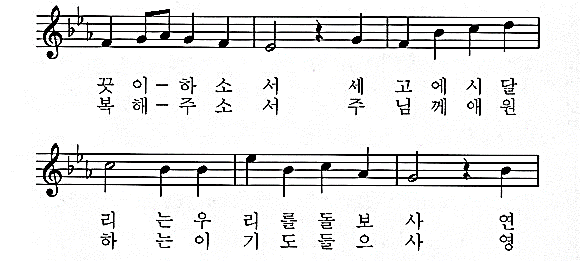 끗 이 - 하 소 서 세 고 에 시 달
복 해 - 주 소 서 주 님 께 애 원
리 는 우 리 를 돌 보 사 연
하 는 이 기 도 들 으 사 영